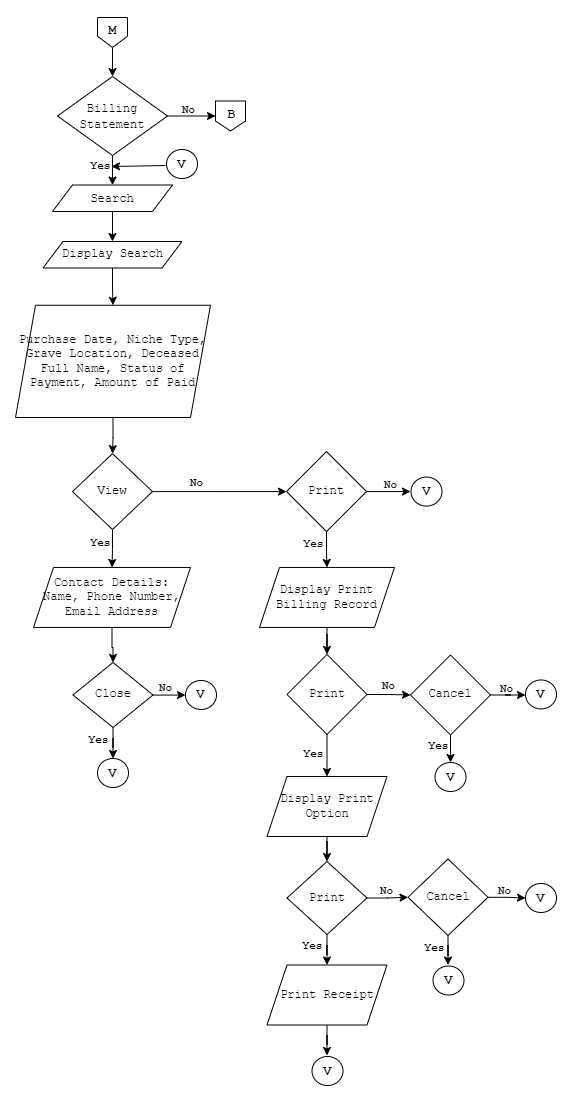 M
Billing
Statement
No
B
Yes
V
Search
Display Search
Purchase Date, Niche Type,
Grave Location, Deceased
Full Name, Status of
Payment, Amount of Paid
View
No
Print
No
V
Yes
Yes
Contact Details:
Name, Phone Number,
Email Address
Display Print
Billing Record
Close
No
V
Print
No
Cancel
No
V
Yes
V
Yes
Yes
V
Display Print
Option
Print
No
Cancel
No
V
Yes
Yes
V
Print Receipt
V